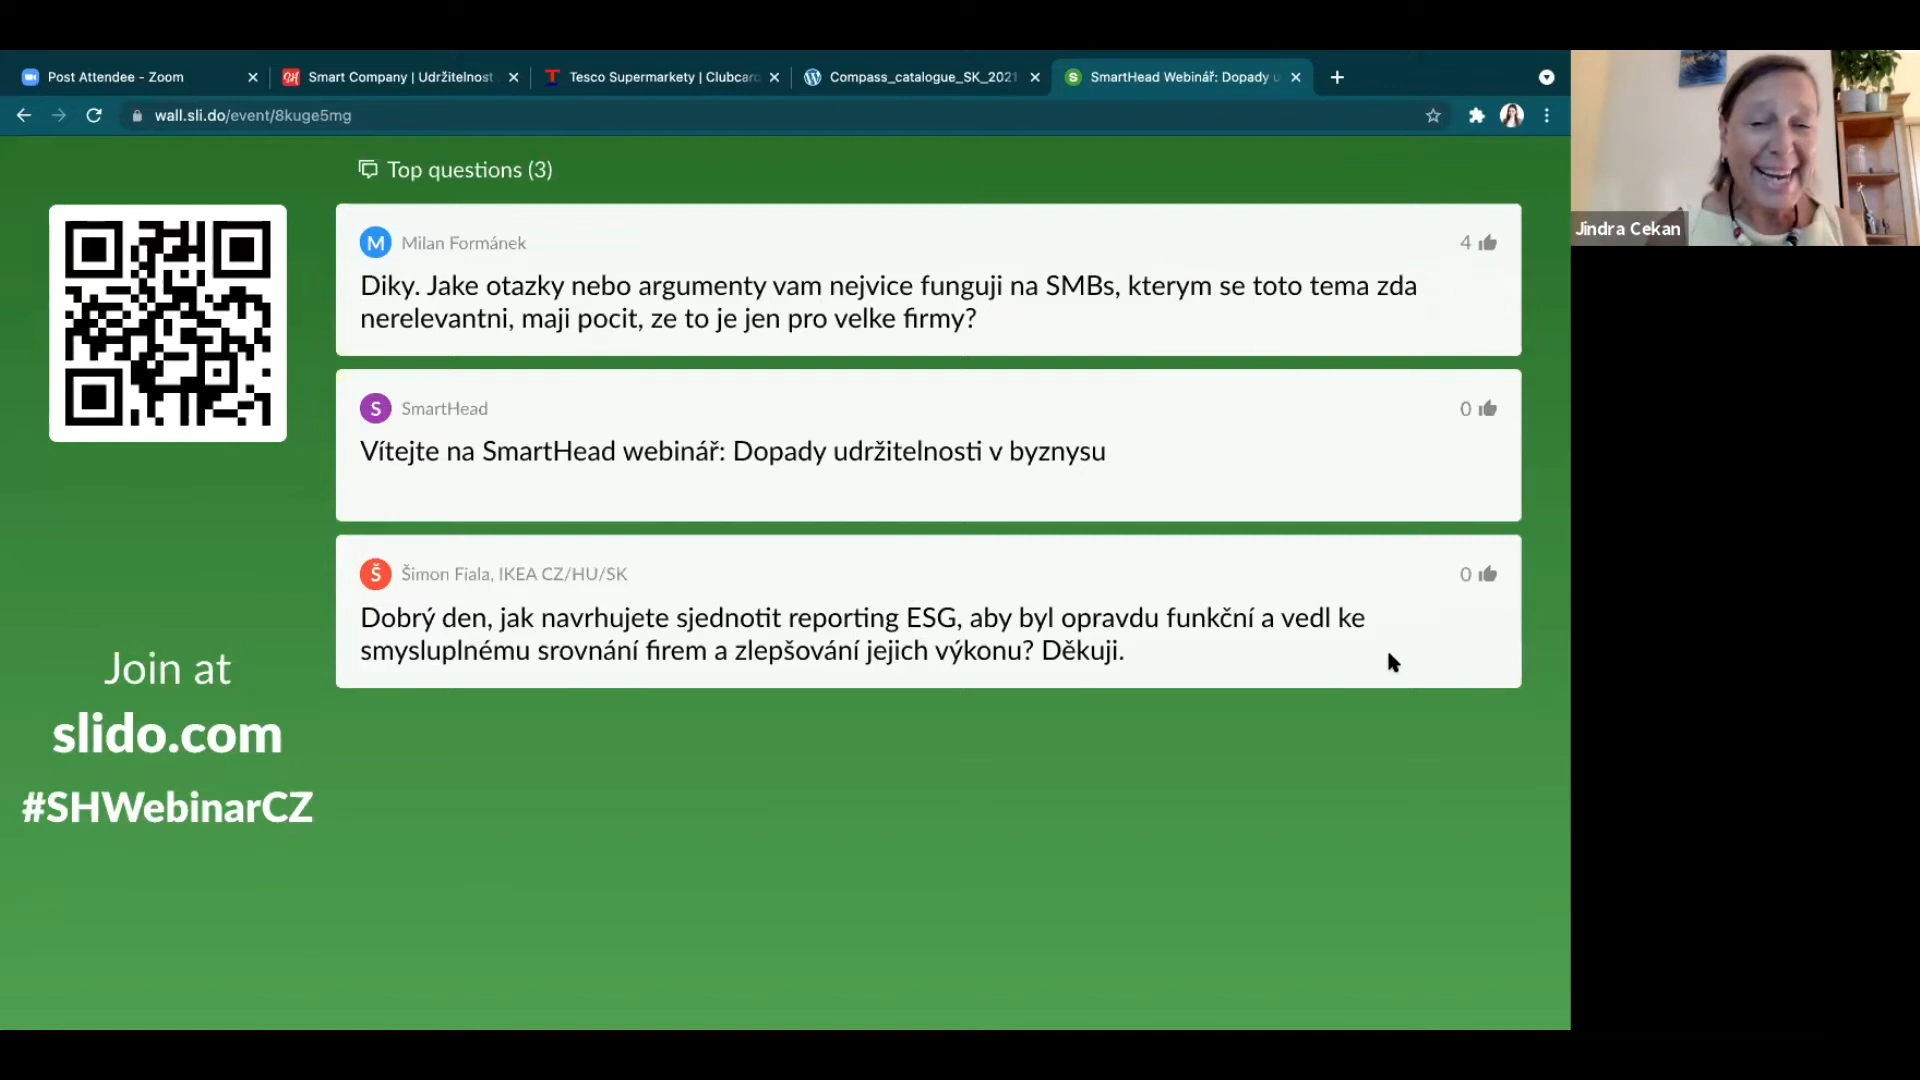 Post Attendee - Zoom
Smart Company | Udržitelnost
Tesco Supermarkety | Clubcard
Compass_catalogue_SK_2021
SmartHead Webinář: Dopady u
wall.sli.do/event/8kuge5mg
Jindra Cekan
Top questions (3)
M Milan Formánek 4
Diky. Jake otazky nebo argumenty vam nejvice funguji na SMBs, kterym se toto tema zda
nerelevantni, maji pocit, ze to je jen pro velke firmy?
S SmartHead 0
Vítejte na SmartHead webinář: Dopady udržitelnosti v byznysu
Š Šimon Fiala, IKEA CZ/HU/SK 0
Dobrý den, jak navrhujete sjednotit reporting ESG, aby byl opravdu funkční a vedl ke
smysluplnému srovnání firem a zlepšování jejich výkonu? Děkuji.
Join at
slido.com
#SHWebinarCZ